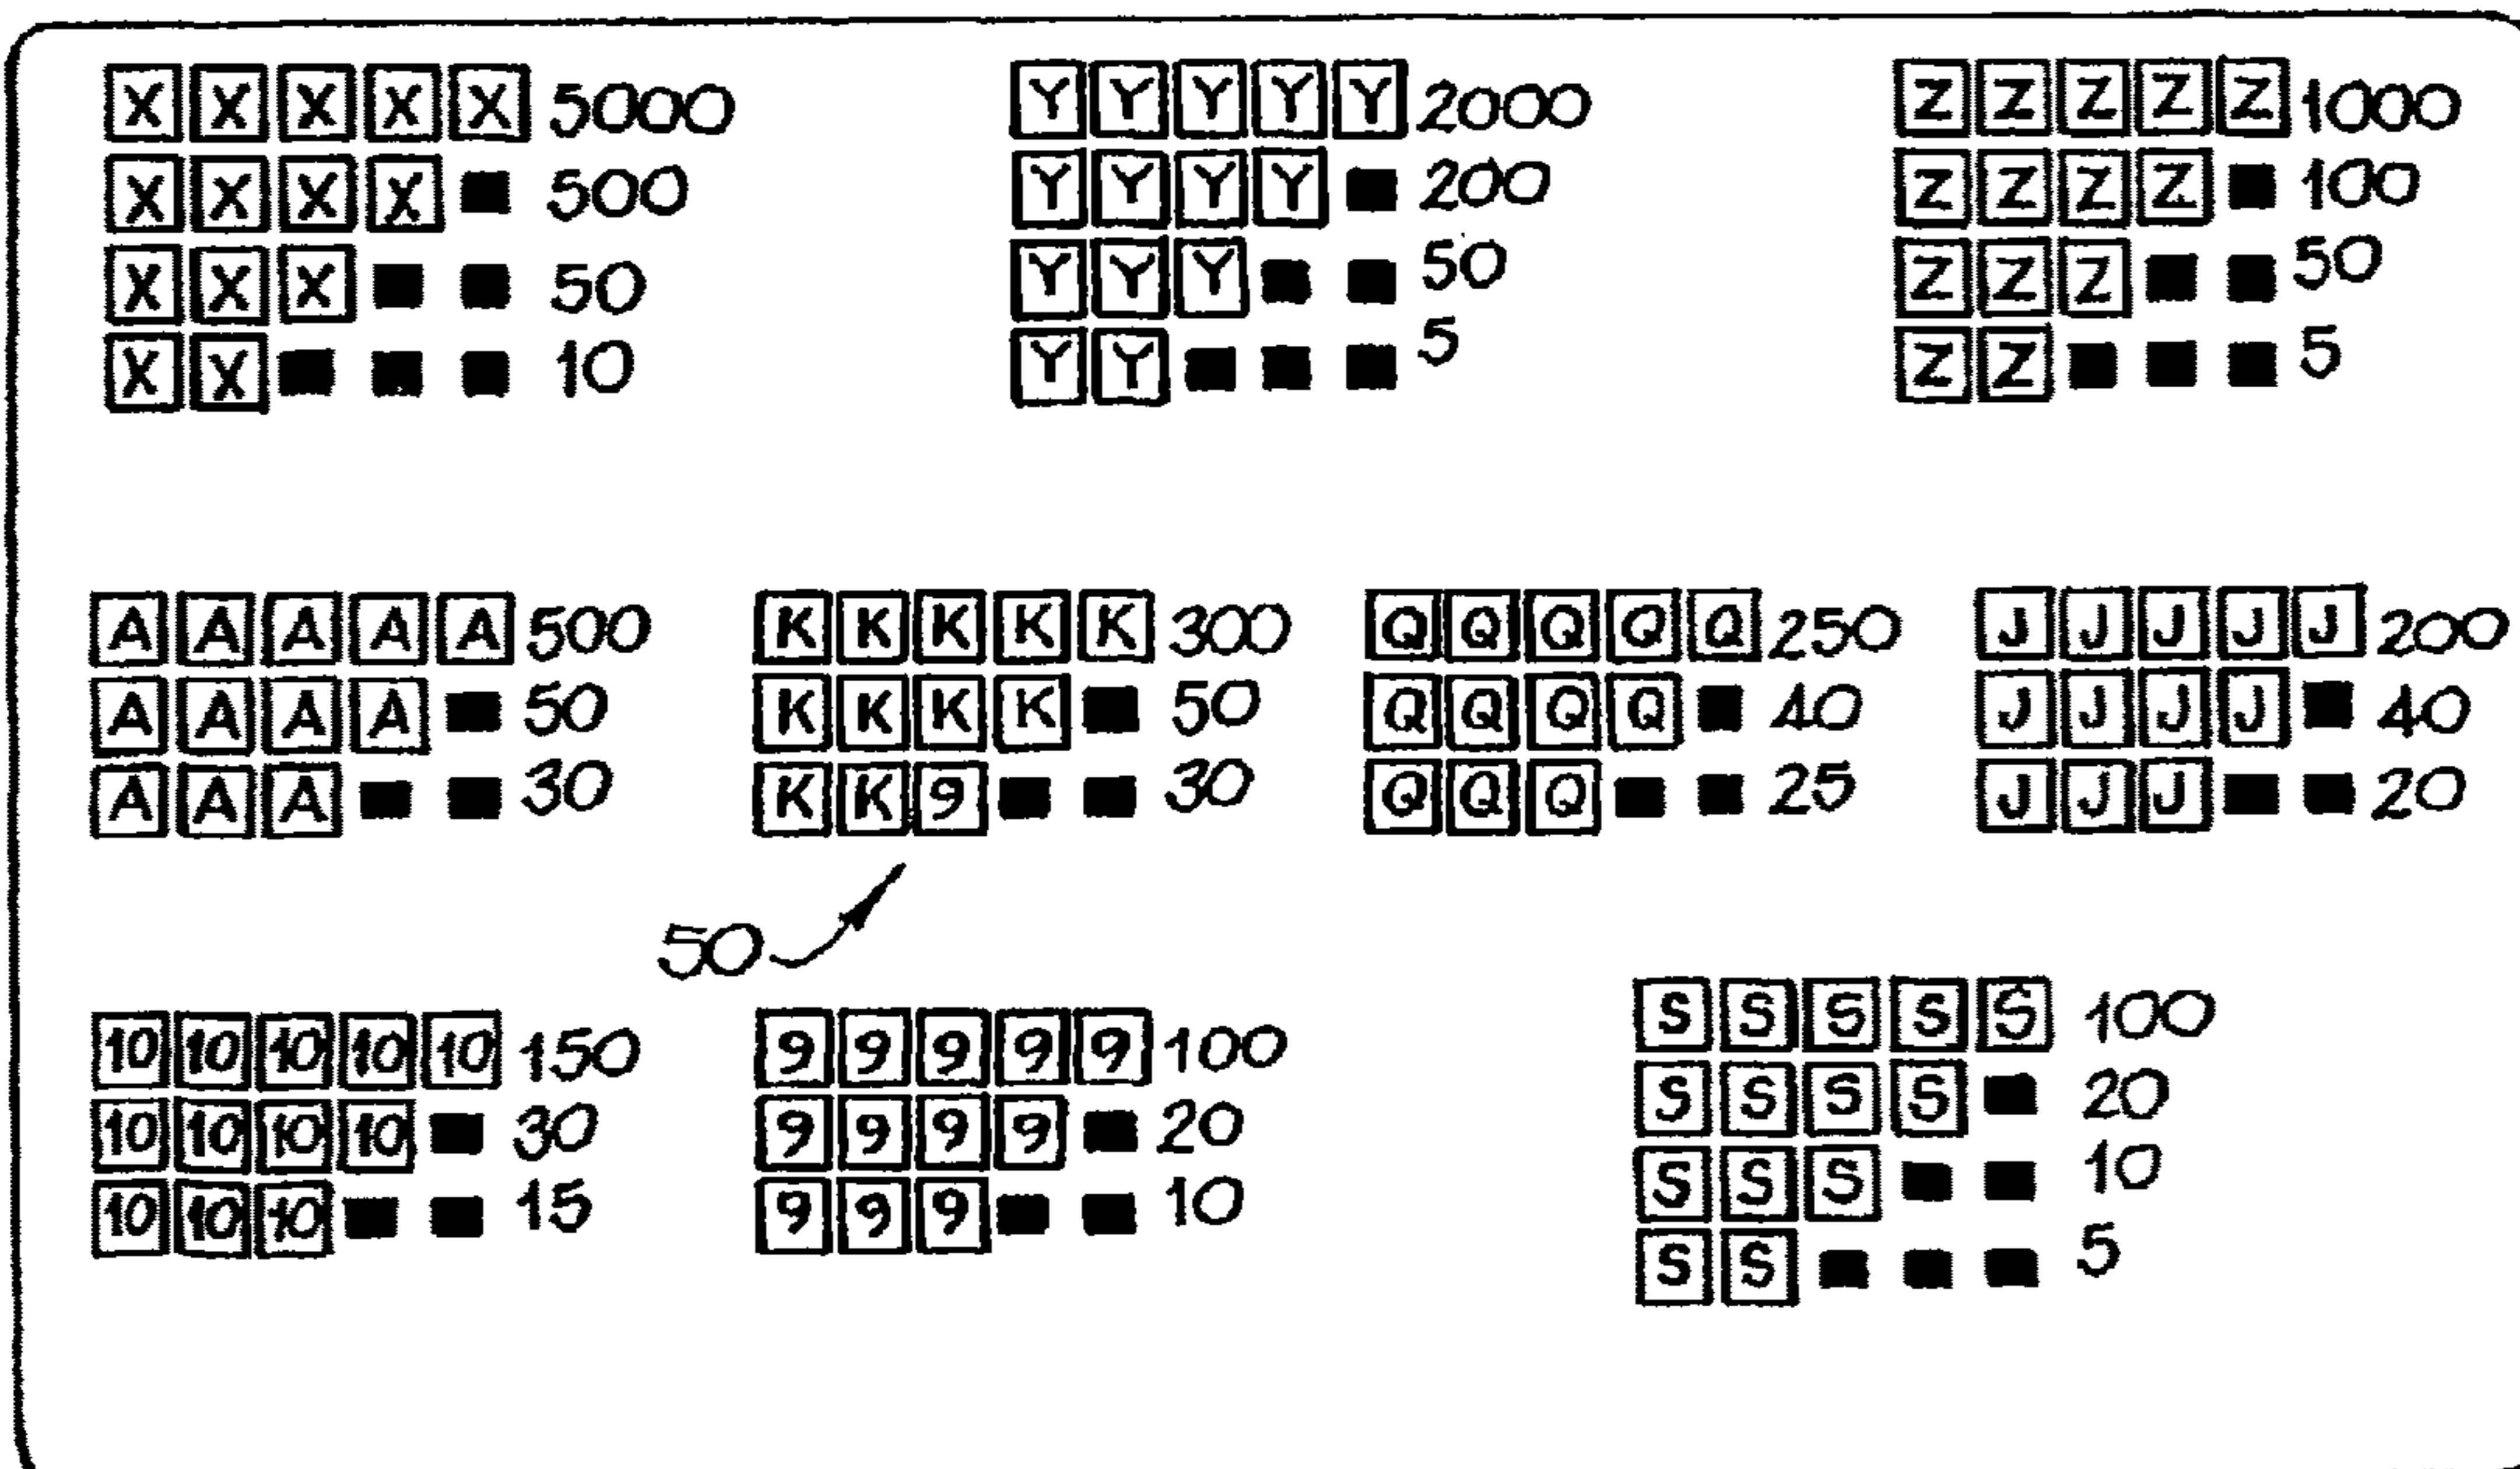 X X X X X 5000
X X X X 500
X X X 50
X X 10
Y Y Y Y Y 2000
Y Y Y Y 200
Y Y Y 50
Y Y 5
Z Z Z Z Z 1000
Z Z Z Z 100
Z Z Z 50
Z Z 5
A A A A A 500
A A A A 50
A A A 30
K K K K K 300
K K K K 50
K K 9 30
Q Q Q Q Q 250
Q Q Q Q 40
Q Q Q 25
J J J J J 200
J J J J 40
J J J 20
50
10 10 10 10 10 150
10 10 10 10 30
10 10 10 15
9 9 9 9 9 100
9 9 9 9 20
9 9 9 10
S S S S S 100
S S S S 20
S S S 10
S S 5